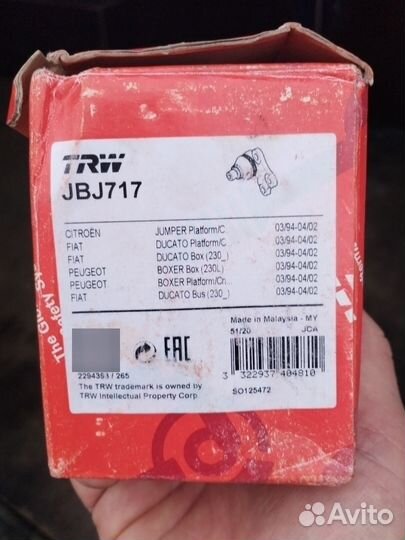 TRW
JBJ717
CITROËN JUMPER Platform/C... 03/94-04/02
FIAT DUCATO Platform/C... 03/94-04/02
FIAT DUCATO Box (230_) 03/94-04/02
PEUGEOT BOXER Box (230L) 03/94-04/02
PEUGEOT BOXER Platform/Ch... 03/94-04/02
FIAT DUCATO Bus (230_) 03/94-04/02
Made in Malaysia - MY
51/20 JCA
EAC
3 322937 404810
/ 265
SO125472
The TRW trademark is owned by
TRW Intellectual Property Corp.
TRW
Avito